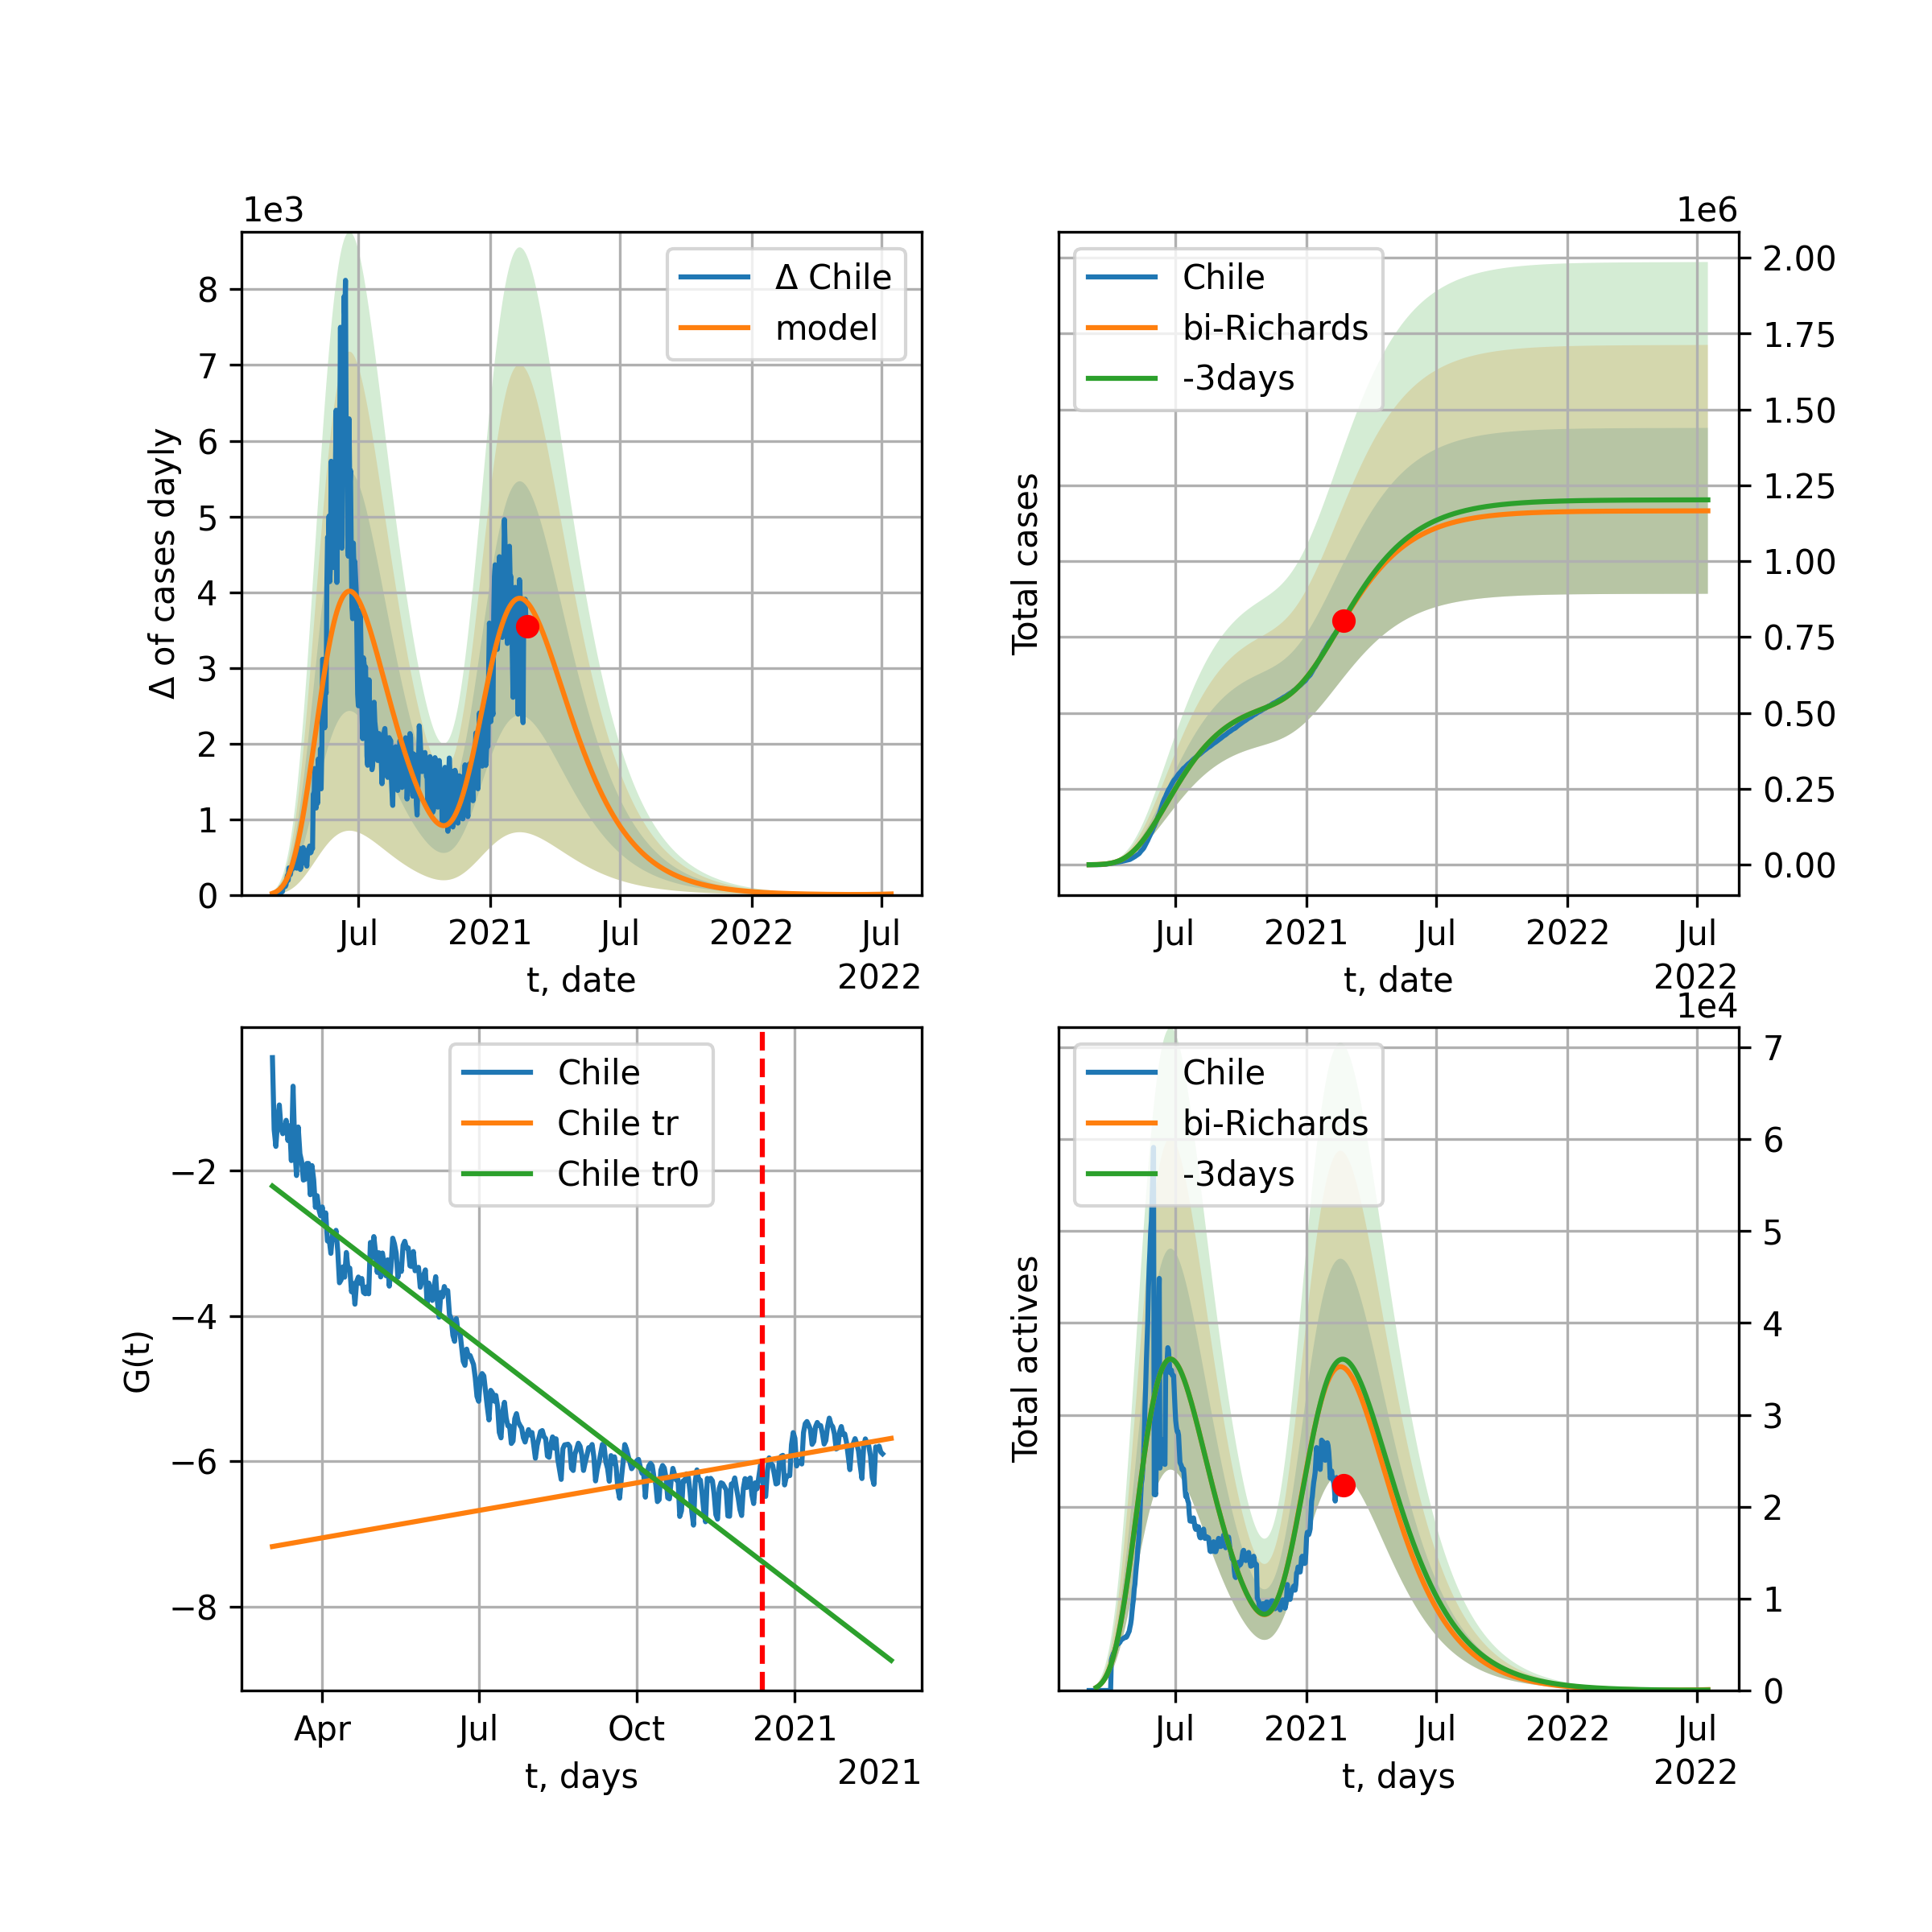 1e3
Δ Chile
model
8
7
6
5
4
3
2
1
0
Δ of cases dayly
Jul
2021
Jul
2022
Jul
t, date
2022
1e6
Chile
bi-Richards
-3days
2.00
1.75
1.50
1.25
1.00
0.75
0.50
0.25
0.00
Total cases
Jul
2021
Jul
2022
Jul
t, date
2022
Chile
Chile tr
Chile tr0
−2
−4
−6
−8
G(t)
Apr
Jul
Oct
2021
t, days
2021
1e4
Chile
bi-Richards
-3days
7
6
5
4
3
2
1
0
Total actives
Jul
2021
Jul
2022
Jul
t, days
2022